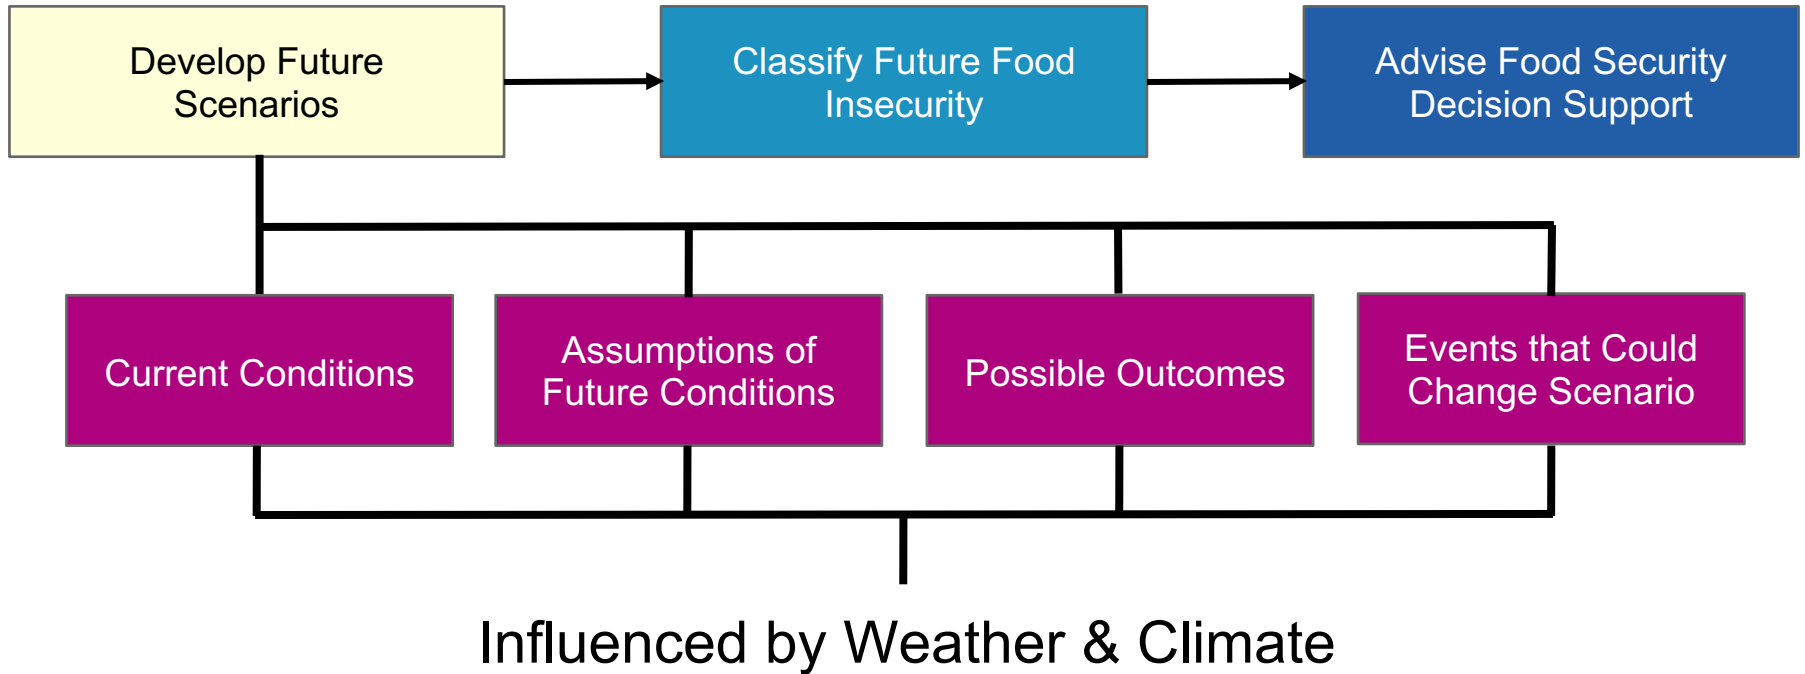 Develop Future
Scenarios
Classify Future Food
Insecurity
Advise Food Security
Decision Support
Current Conditions
Assumptions of
Future Conditions
Possible Outcomes
Events that Could
Change Scenario
Influenced by Weather & Climate